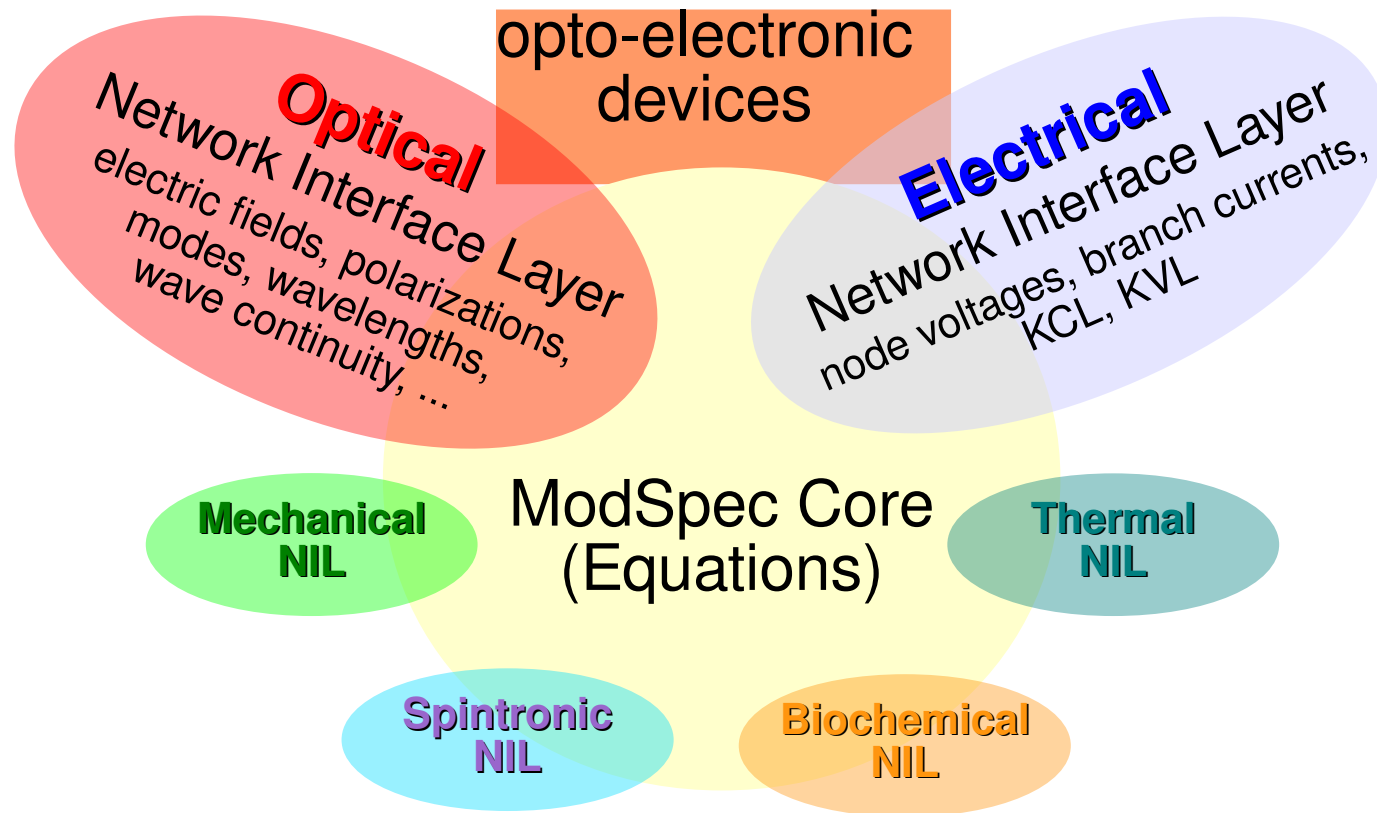 opto-electronic
devices
Optical
Network Interface Layer
electric fields, polarizations,
modes, wavelengths,
wave continuity, ...
Electrical
Network Interface Layer
node voltages, branch currents,
KCL, KVL
ModSpec Core
(Equations)
Mechanical
NIL
Thermal
NIL
Spintronic
NIL
Biochemical
NIL